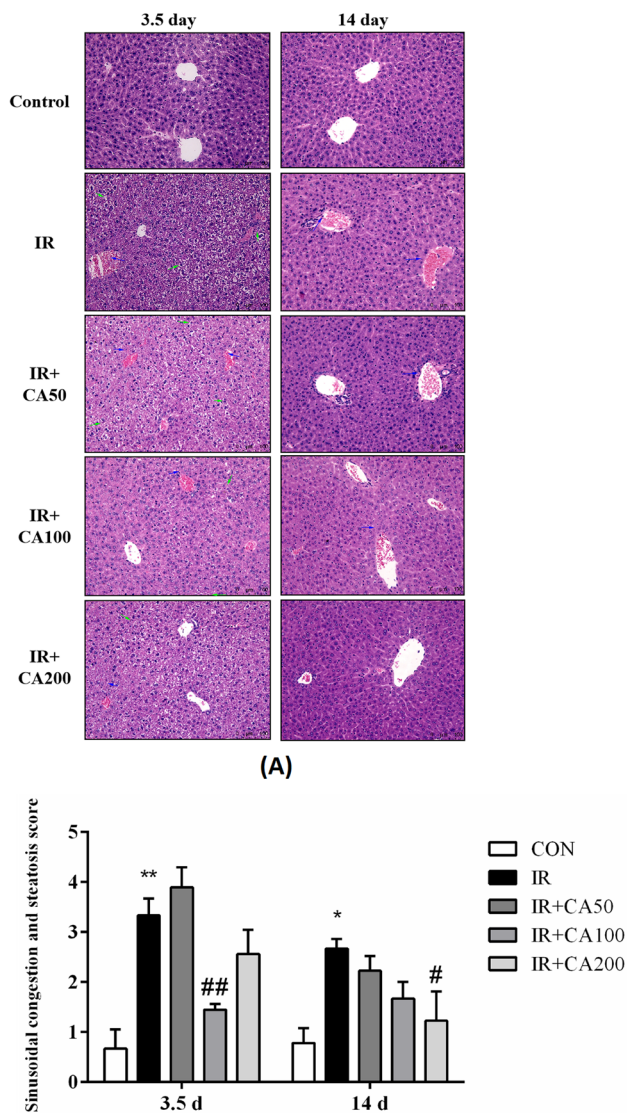 3.5 day 14 day
Control
IR
IR+
CA50
IR+
CA100
IR+
CA200
(A)
Sinusoidal congestion and steatosis score
5
4
3
2
1
0
**
##
*
#
3.5 d 14 d
CON
IR
IR+CA50
IR+CA100
IR+CA200